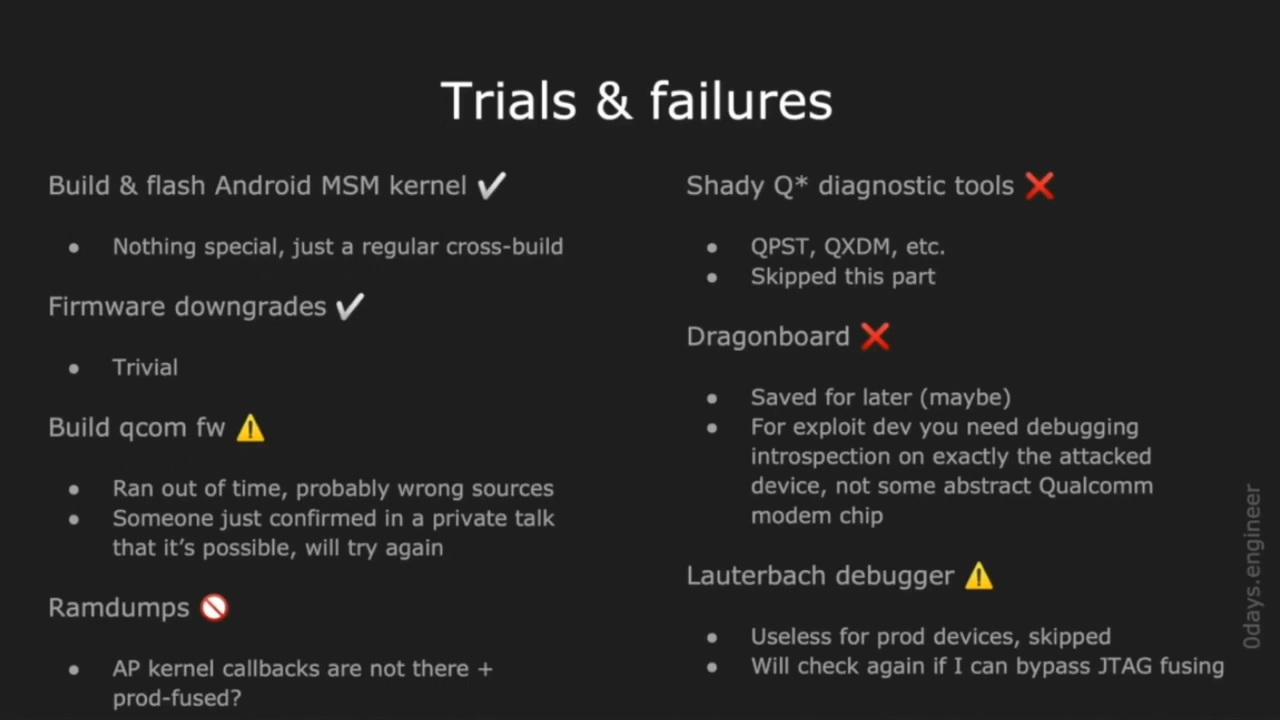 Trials & failures
Build & flash Android MSM kernel ✔
● Nothing special, just a regular cross-build
Firmware downgrades ✔
● Trivial
Build qcom fw ⚠
● Ran out of time, probably wrong sources
● Someone just confirmed in a private talk
that it’s possible, will try again
Ramdumps 🚫
● AP kernel callbacks are not there +
prod-fused?
Shady Q* diagnostic tools ❌
● QPST, QXDM, etc.
● Skipped this part
Dragonboard ❌
● Saved for later (maybe)
● For exploit dev you need debugging
introspection on exactly the attacked
device, not some abstract Qualcomm
modem chip
Lauterbach debugger ⚠
● Useless for prod devices, skipped
● Will check again if I can bypass JTAG fusing
0days.engineer